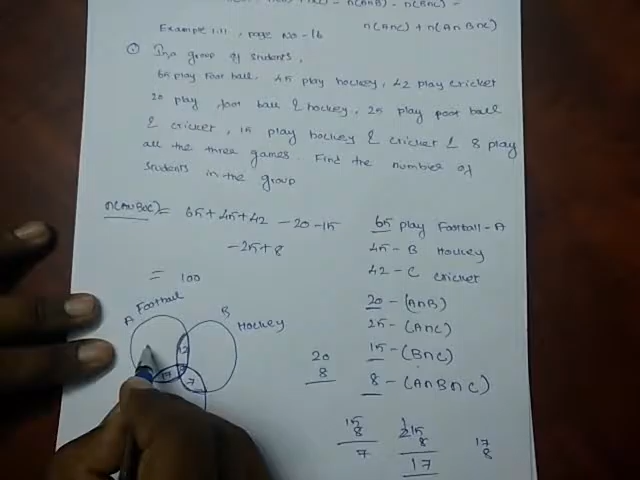 - n(A∩B) - n(B∩C) -
n(A∩C) + n(A∩B∩C)
Example 1.11, page No - 16
In a group of students,
65 play Foot ball. 45 play hockey, 42 play cricket
20 play foot ball & hockey, 25 play foot ball
& cricket, 15 play hockey & cricket & 8 play
all the three games. Find the number of
students in the group
n(AUBUC) = 65 + 45 + 42 - 20 - 15
- 25 + 8
= 100
A Football
B
Hockey
12
7
65 play Football - A
45 - B Hockey
42 - C Cricket
20 - (A∩B)
25 - (A∩C)
15 - (B∩C)
8 - (A∩B∩C)
20
8
15
8
7
8
17
17
8